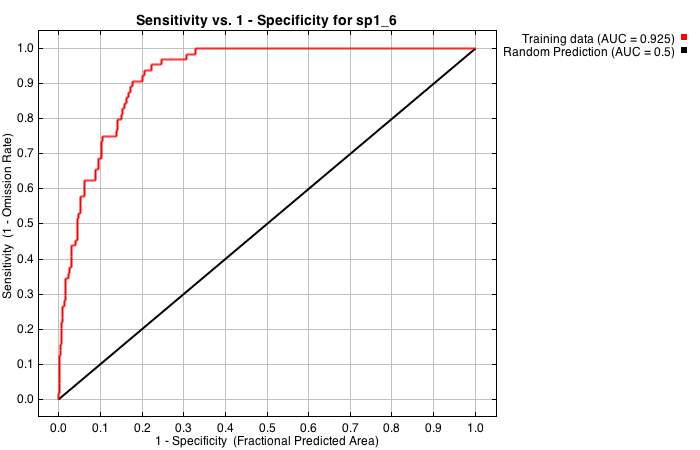 Sensitivity vs. 1 - Specificity for sp1_6
Training data (AUC = 0.925)
Random Prediction (AUC = 0.5)
Sensitivity (1 - Omission Rate)
1.0
0.9
0.8
0.7
0.6
0.5
0.4
0.3
0.2
0.1
0.0
0.0 0.1 0.2 0.3 0.4 0.5 0.6 0.7 0.8 0.9 1.0
1 - Specificity (Fractional Predicted Area)